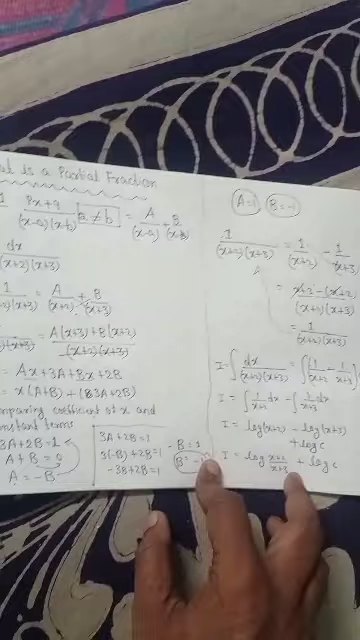 at is a Partial Fraction
Px+q / (x-a)(x-b) a ≠ b = A/(x-a) + B/(x-b)
dx / (x+2)(x+3)
1 / (x+2)(x+3) = A/(x+2) + B/(x+3)
= A(x+3)+B(x+2) / (x+2)(x+3)
= Ax+3A+Bx+2B
= x(A+B) + (3A+2B)
mparing coefficient of x and
nstant terms
3A+2B=1
A+B=0
A=-B
3A+2B=1
3(-B)+2B=1
-3B+2B=1
-B=1
A=1 B=-1
1 / (x+2)(x+3) = 1/(x+2) - 1/(x+3)
= x+3-(x+2) / (x+2)(x+3)
= 1 / (x+2)(x+3)
I=∫ dx/(x+2)(x+3) = ∫(1/x+2 - 1/x+3)
I = ∫ 1/x+2 dx - ∫ 1/x+3 dx
I = log(x+2) - log(x+3)
+log c
I = log x+2/x+3 + log c